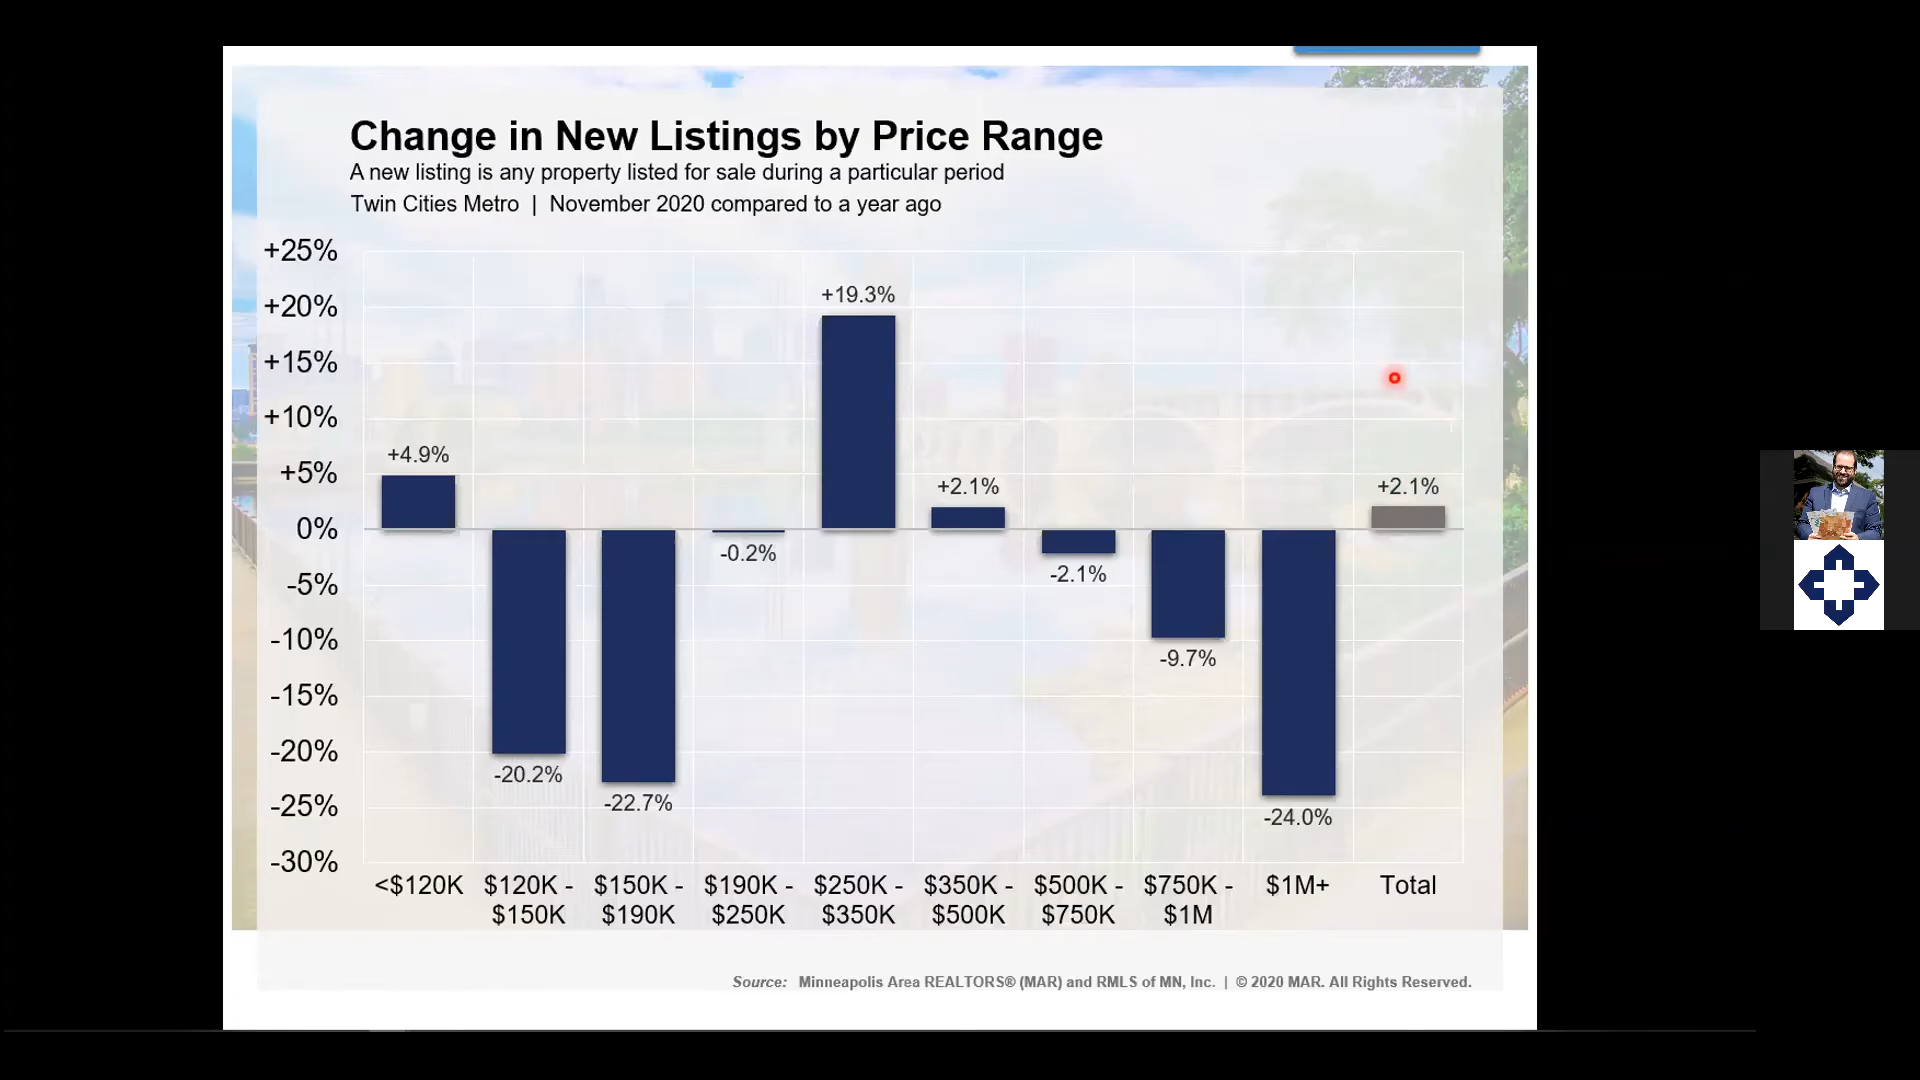 Change in New Listings by Price Range
A new listing is any property listed for sale during a particular period
Twin Cities Metro | November 2020 compared to a year ago
+25%
+20%
+15%
+10%
+5%
0%
-5%
-10%
-15%
-20%
-25%
-30%
+4.9%
-20.2%
-22.7%
-0.2%
+19.3%
+2.1%
-2.1%
-9.7%
-24.0%
+2.1%
<$120K
$120K -
$150K
$150K -
$190K
$190K -
$250K
$250K -
$350K
$350K -
$500K
$500K -
$750K
$750K -
$1M
$1M+
Total
Source: Minneapolis Area REALTORS® (MAR) and RMLS of MN, Inc. | © 2020 MAR. All Rights Reserved.